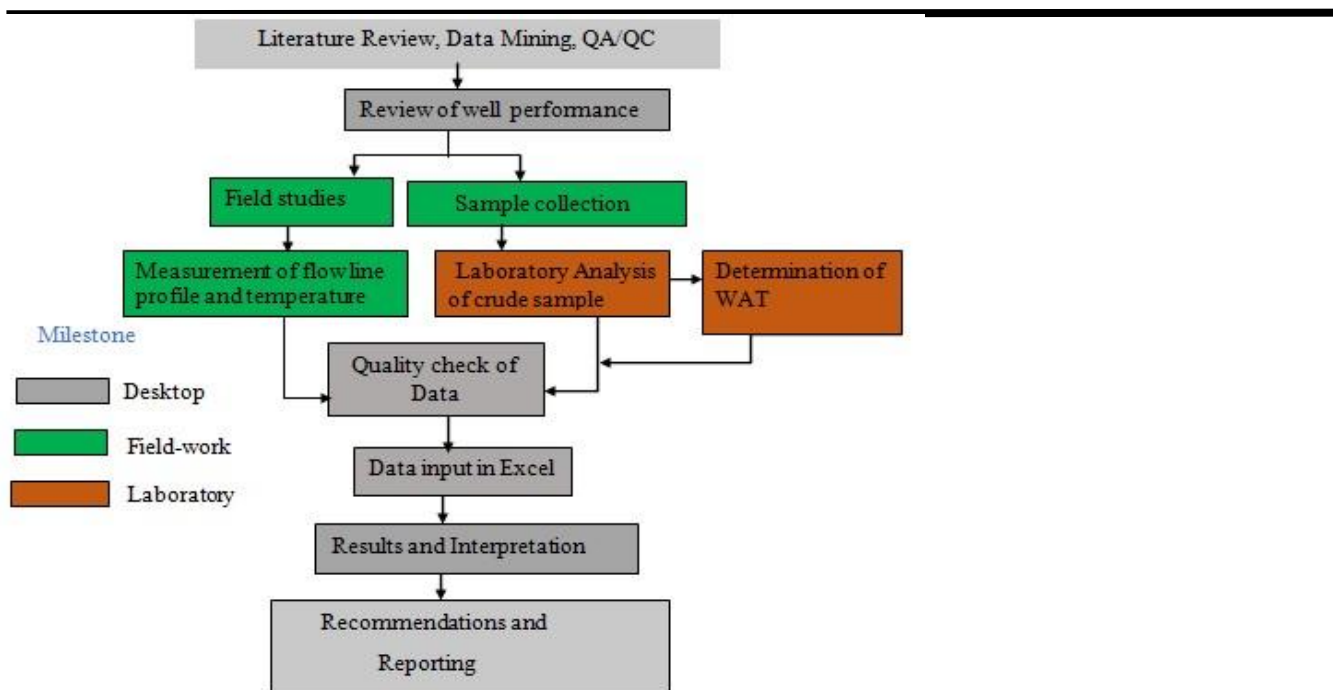 Literature Review, Data Mining, QA/QC
Review of well performance
Field studies
Sample collection
Measurement of flow line
profile and temperature
Laboratory Analysis
of crude sample
Determination of
WAT
Milestone
Desktop
Field-work
Laboratory
Quality check of
Data
Data input in Excel
Results and Interpretation
Recommendations and
Reporting